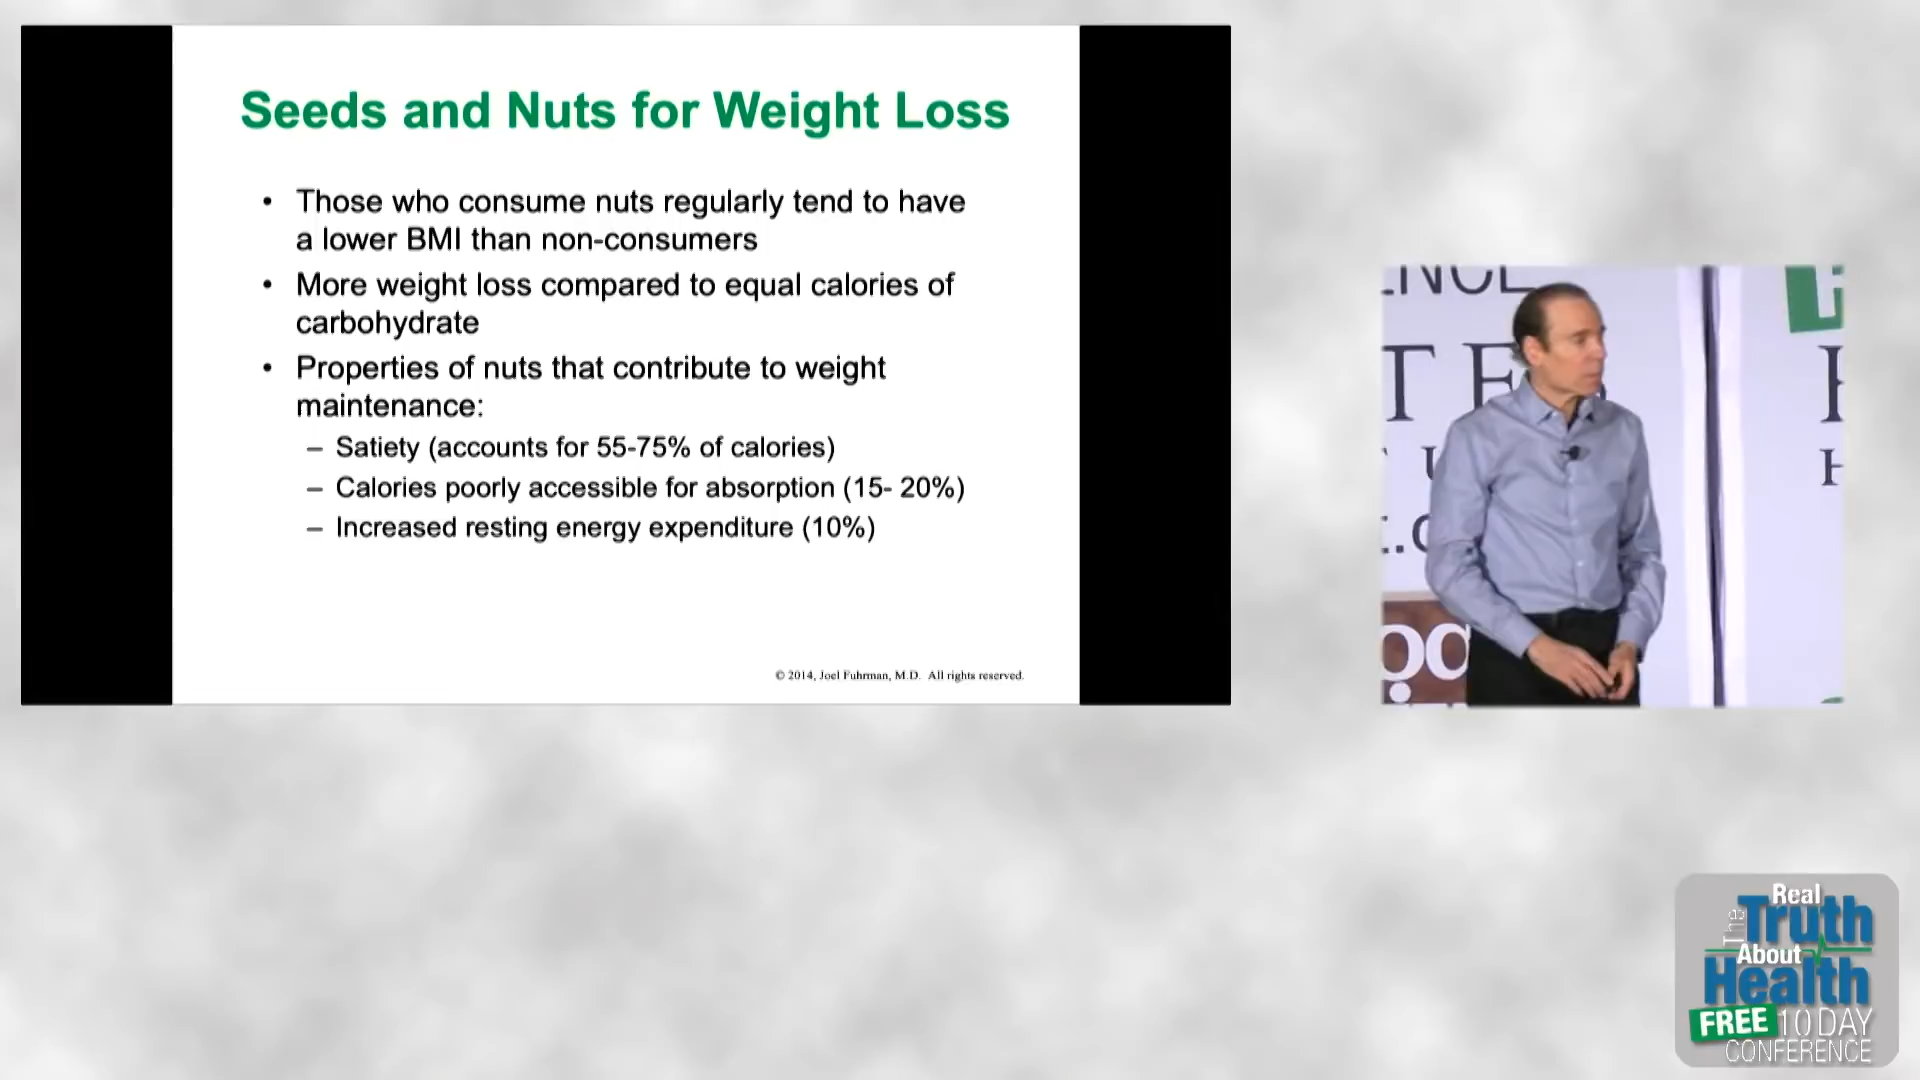 Seeds and Nuts for Weight Loss
• Those who consume nuts regularly tend to have
a lower BMI than non-consumers
• More weight loss compared to equal calories of
carbohydrate
• Properties of nuts that contribute to weight
maintenance:
– Satiety (accounts for 55-75% of calories)
– Calories poorly accessible for absorption (15- 20%)
– Increased resting energy expenditure (10%)
© 2014, Joel Fuhrman, M.D. All rights reserved.
The Real
Truth
About
Health
FREE 10 DAY
CONFERENCE